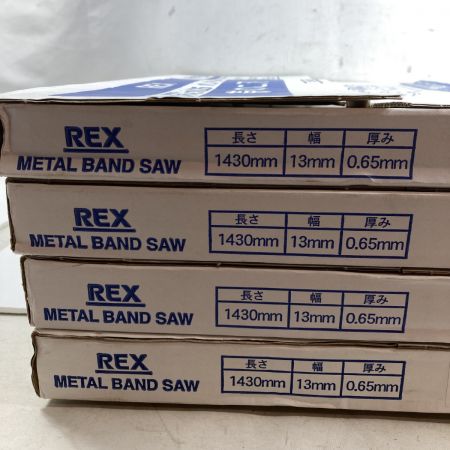 REX
METAL BAND SAW
長さ 幅 厚み
1430mm 13mm 0.65mm
REX
METAL BAND SAW
長さ 幅 厚み
1430mm 13mm 0.65mm
REX
METAL BAND SAW
長さ 幅 厚み
1430mm 13mm 0.65mm
REX
METAL BAND SAW
長さ 幅 厚み
1430mm 13mm 0.65mm